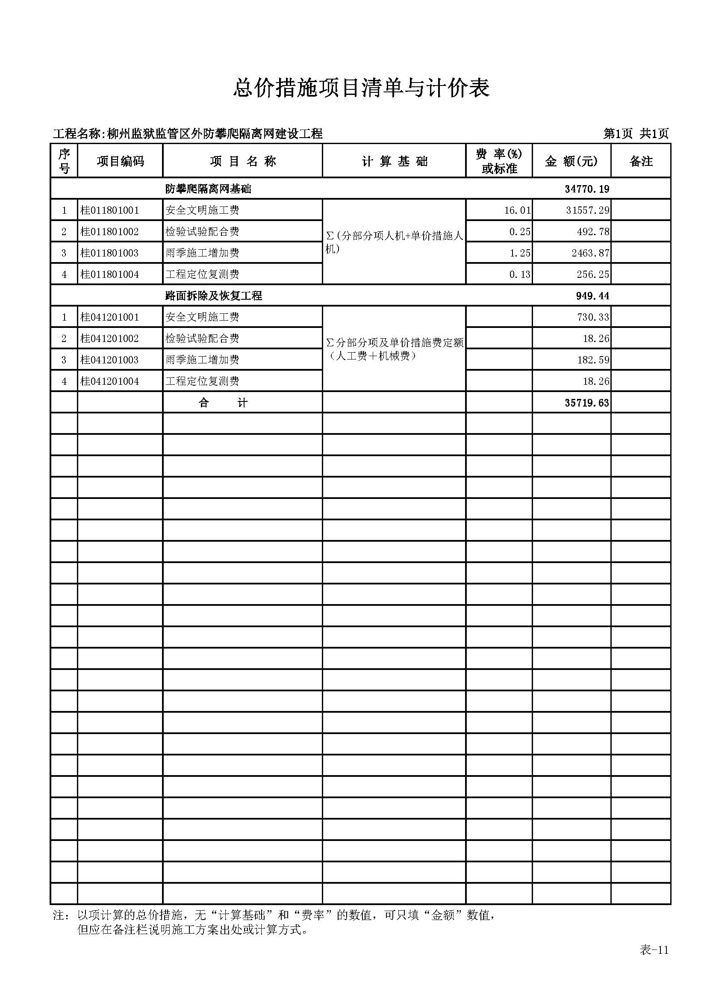 总价措施项目清单与计价表
工程名称:柳州监狱监管区外防攀爬隔离网建设工程 第1页 共1页
序号 项目编码 项 目 名 称 计 算 基 础 费 率(%)或标准 金 额(元) 备注
防攀爬隔离网基础 34770.19
1 桂011801001 安全文明施工费 Σ(分部分项人机+单价措施人机) 16.01 31557.29
2 桂011801002 检验试验配合费 0.25 492.78
3 桂011801003 雨季施工增加费 1.25 2463.87
4 桂011801004 工程定位复测费 0.13 256.25
路面拆除及恢复工程 949.44
1 桂041201001 安全文明施工费 Σ分部分项及单价措施费定额（人工费＋机械费） 730.33
2 桂041201002 检验试验配合费 18.26
3 桂041201003 雨季施工增加费 182.59
4 桂041201004 工程定位复测费 18.26
合 计 35719.63
注：以项计算的总价措施，无“计算基础”和“费率”的数值，可只填“金额”数值，
但应在备注栏说明施工方案出处或计算方式。
表-11